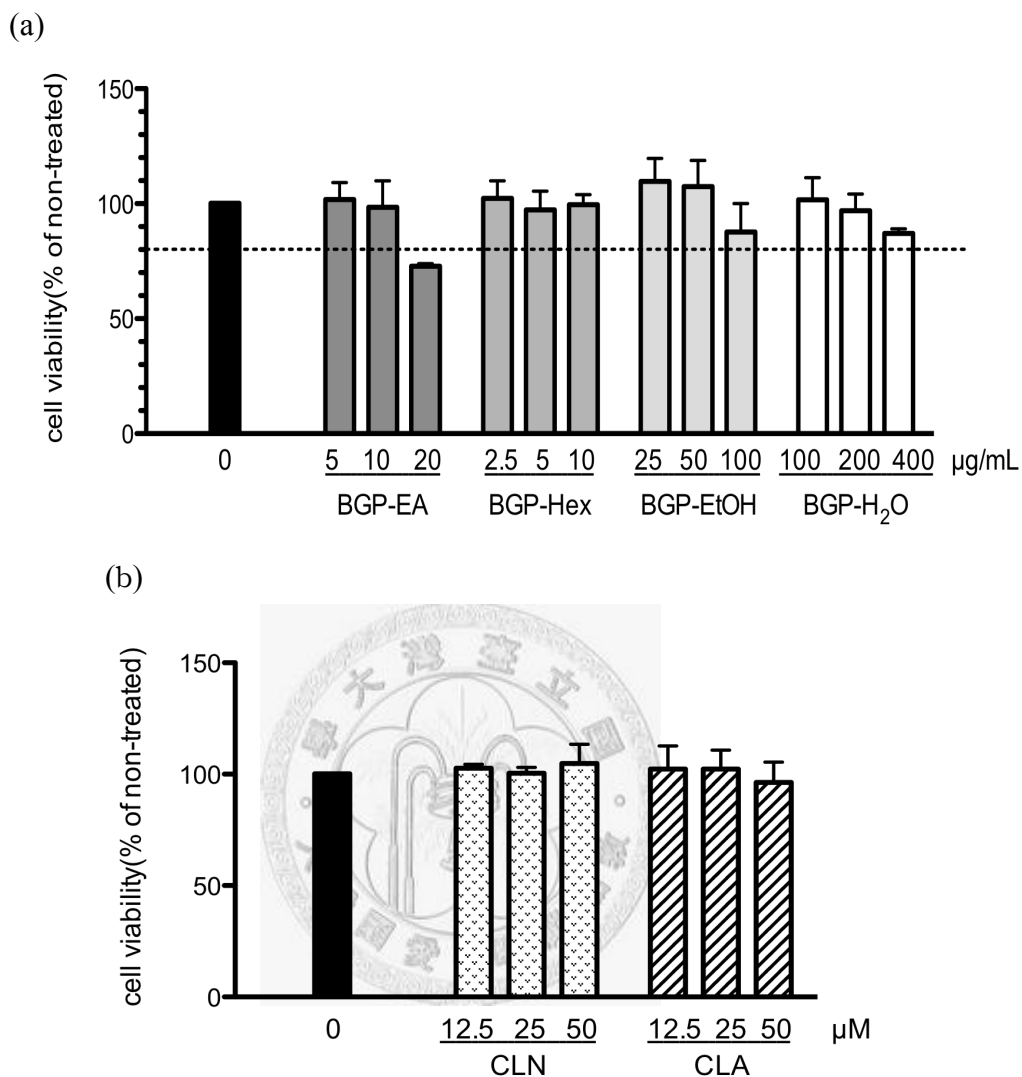 (a)
cell viability(% of non-treated)
150
100
50
0
0 5 10 20 2.5 5 10 25 50 100 100 200 400 μg/mL
BGP-EA BGP-Hex BGP-EtOH BGP-H₂O
(b)
cell viability(% of non-treated)
150
100
50
0
0 12.5 25 50 12.5 25 50 μM
CLN CLA